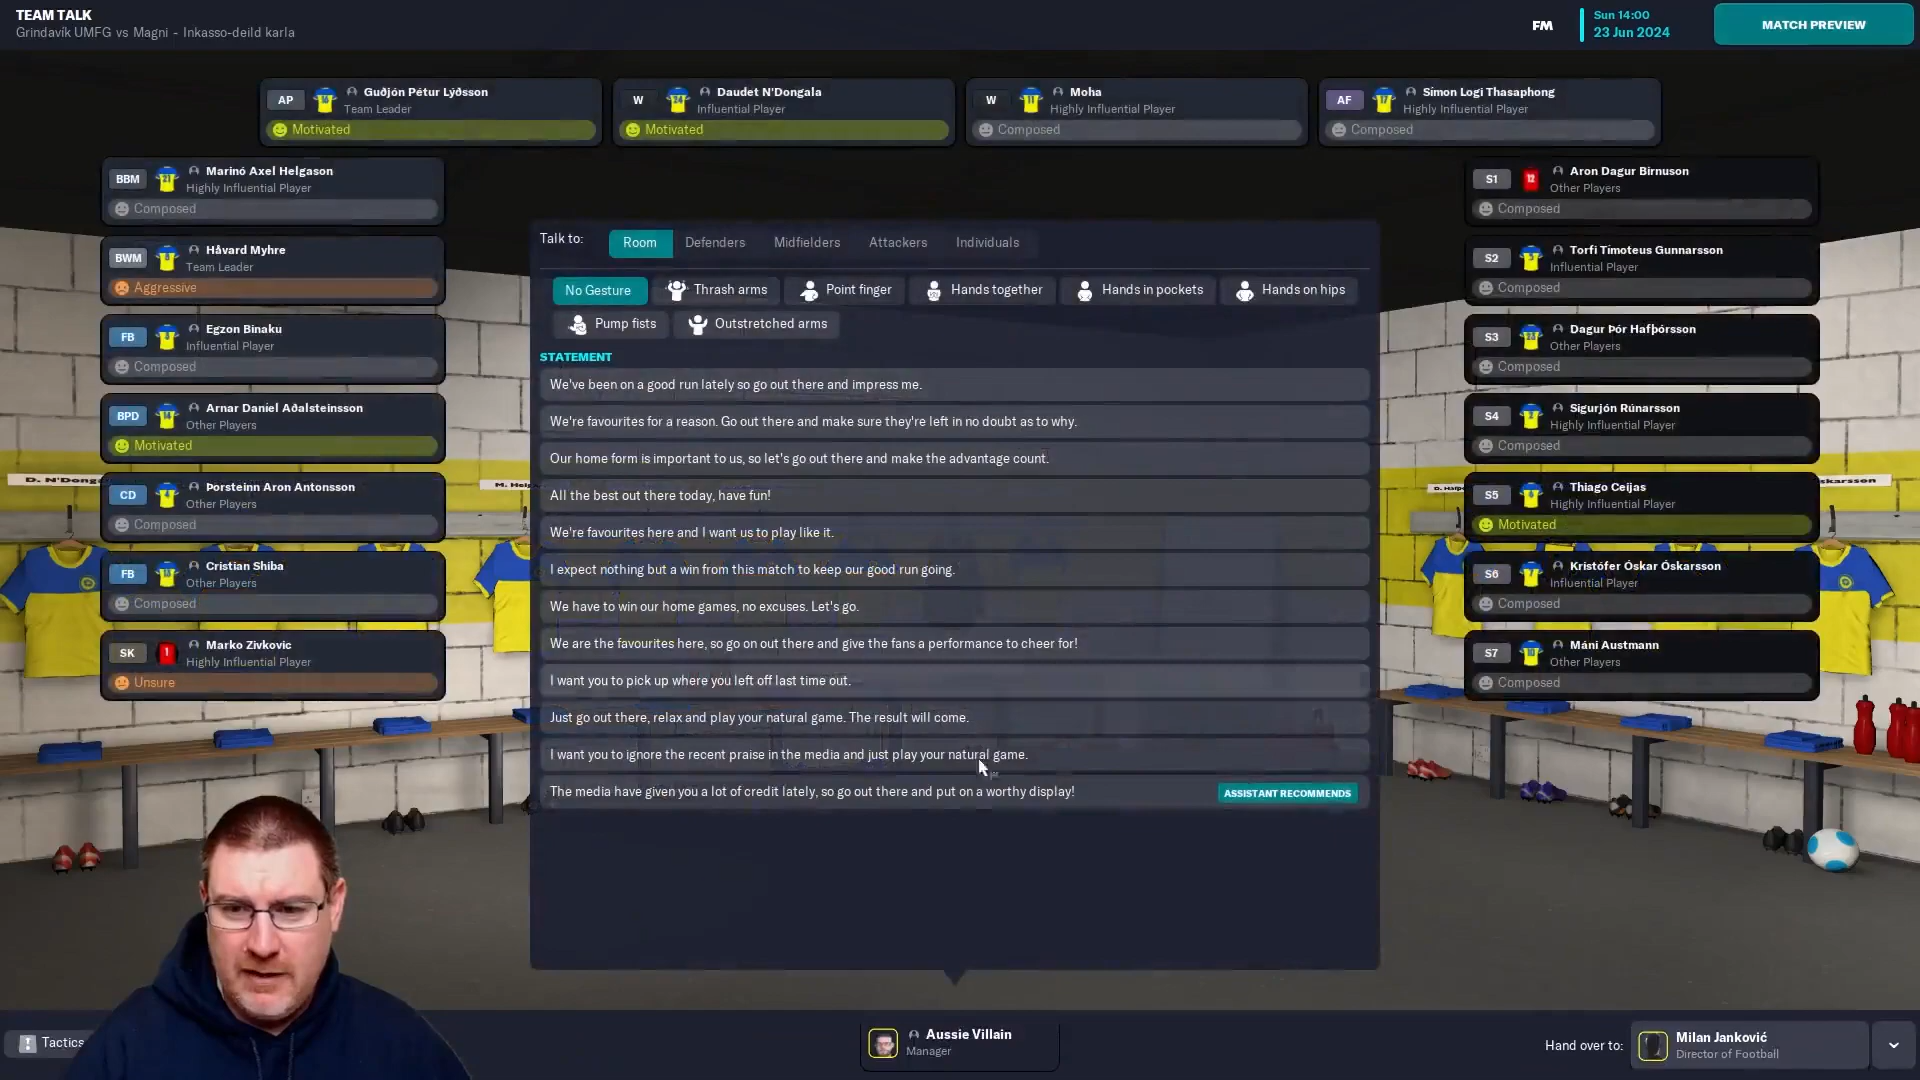 TEAM TALK
Grindavík UMFG vs Magni - Inkasso-deild karla
FM
Sun 14:00
23 Jun 2024
MATCH PREVIEW
AP
Guðjón Pétur Lýðsson
Team Leader
Motivated
W
Daudet N'Dongala
Influential Player
Motivated
W
Moha
Highly Influential Player
Composed
AF
Símon Logi Thasaphong
Highly Influential Player
Composed
BBM
Marinó Axel Helgason
Highly Influential Player
Composed
BWM
Håvard Myhre
Team Leader
Aggressive
FB
Egzon Binaku
Influential Player
Composed
BPD
Arnar Daníel Aðalsteinsson
Other Players
Motivated
CD
Þorsteinn Aron Antonsson
Other Players
Composed
FB
Cristian Shiba
Other Players
Composed
SK
1
Marko Zivkovic
Highly Influential Player
Unsure
Talk to:
Room
Defenders
Midfielders
Attackers
Individuals
No Gesture
Thrash arms
Point finger
Hands together
Hands in pockets
Hands on hips
Pump fists
Outstretched arms
STATEMENT
We've been on a good run lately so go out there and impress me.
We're favourites for a reason. Go out there and make sure they're left in no doubt as to why.
Our home form is important to us, so let's go out there and make the advantage count.
All the best out there today, have fun!
We're favourites here and I want us to play like it.
I expect nothing but a win from this match to keep our good run going.
We have to win our home games, no excuses. Let's go.
We are the favourites here, so go on out there and give the fans a performance to cheer for!
I want you to pick up where you left off last time out.
Just go out there, relax and play your natural game. The result will come.
I want you to ignore the recent praise in the media and just play your natural game.
The media have given you a lot of credit lately, so go out there and put on a worthy display!
ASSISTANT RECOMMENDS
S1
12
Aron Dagur Birnuson
Other Players
Composed
S2
Torfi Tímoteus Gunnarsson
Influential Player
Composed
S3
Dagur Þór Hafþórsson
Other Players
Composed
S4
Sigurjón Rúnarsson
Highly Influential Player
Composed
S5
Thiago Ceijas
Highly Influential Player
Motivated
S6
Kristófer Óskar Óskarsson
Influential Player
Composed
S7
Máni Austmann
Other Players
Composed
Tactics
Aussie Villain
Manager
Hand over to:
Milan Janković
Director of Football